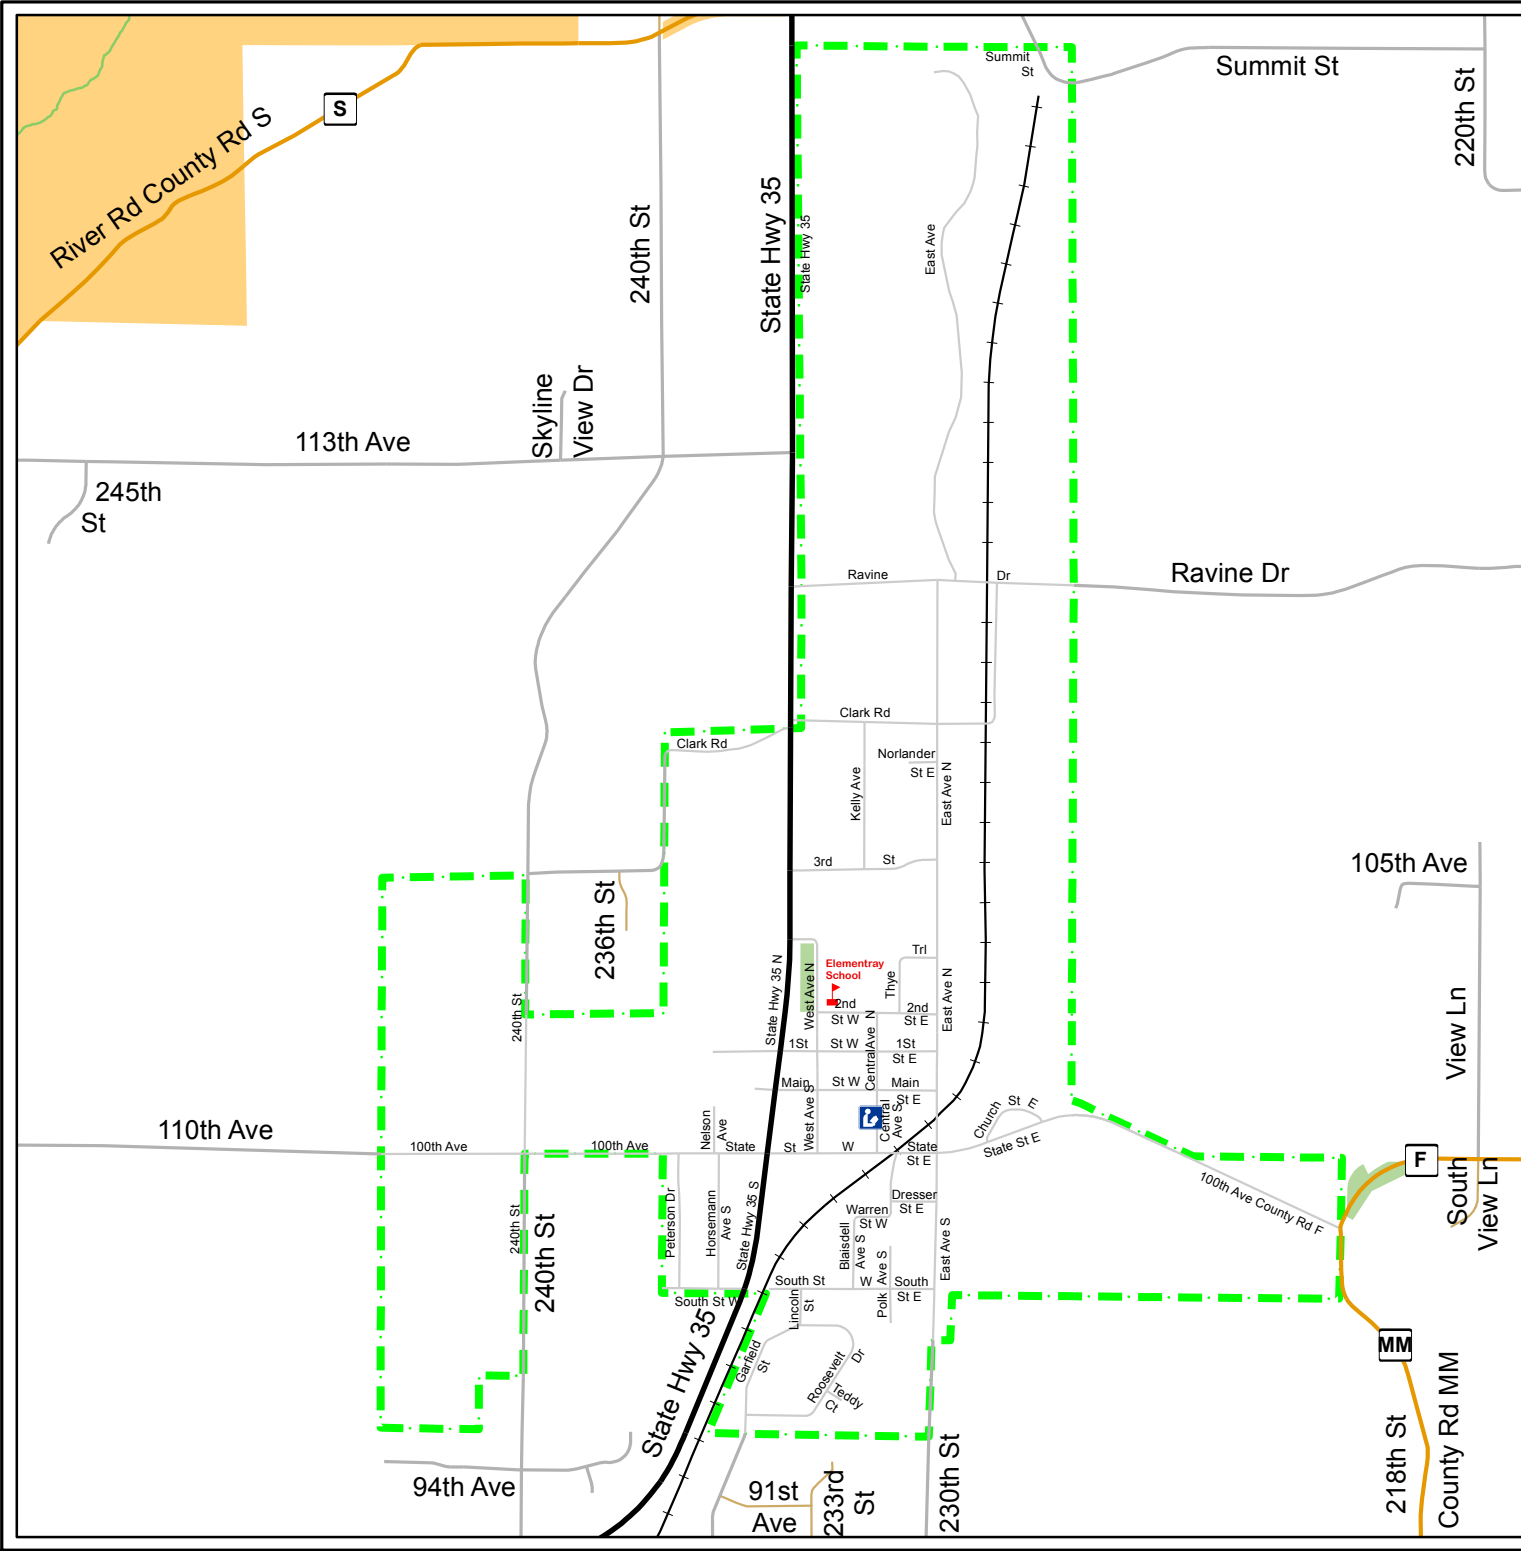 Summit
St
Summit St
220th St
S
River Rd County Rd S
240th St
State Hwy 35
State Hwy 35
East Ave
Skyline
View Dr
113th Ave
245th
St
Ravine
Dr
Ravine Dr
Clark Rd
Clark Rd
Norlander
St E
Kelly Ave
East Ave N
3rd
St
105th Ave
236th St
Trl
Elementray
School
Thye
West Ave N
State Hwy 35 N
2nd
St W
2nd
St E
East Ave N
240th St
Central Ave N
1St
St W
1St
St E
View Ln
Main
St W
Main
St E
Central
Ave S
West Ave S
Church
St
E
State St E
Nelson
Ave
110th Ave
100th Ave
100th Ave
State
St
W
State
St E
F
South
View Ln
100th Ave County Rd F
Peterson Dr
Horsemann
Ave S
State Hwy 35 S
Dresser
St E
Warren
St W
Blaisdell
Ave S
Polk Ave S
East Ave S
240th St
240th St
South St
W
South
St E
South St W
Lincoln
St
State Hwy 35
Garfield
St
Roosevelt
Dr
Teddy
Ct
MM
County Rd MM
218th St
94th Ave
91st
Ave
233rd
St
230th St